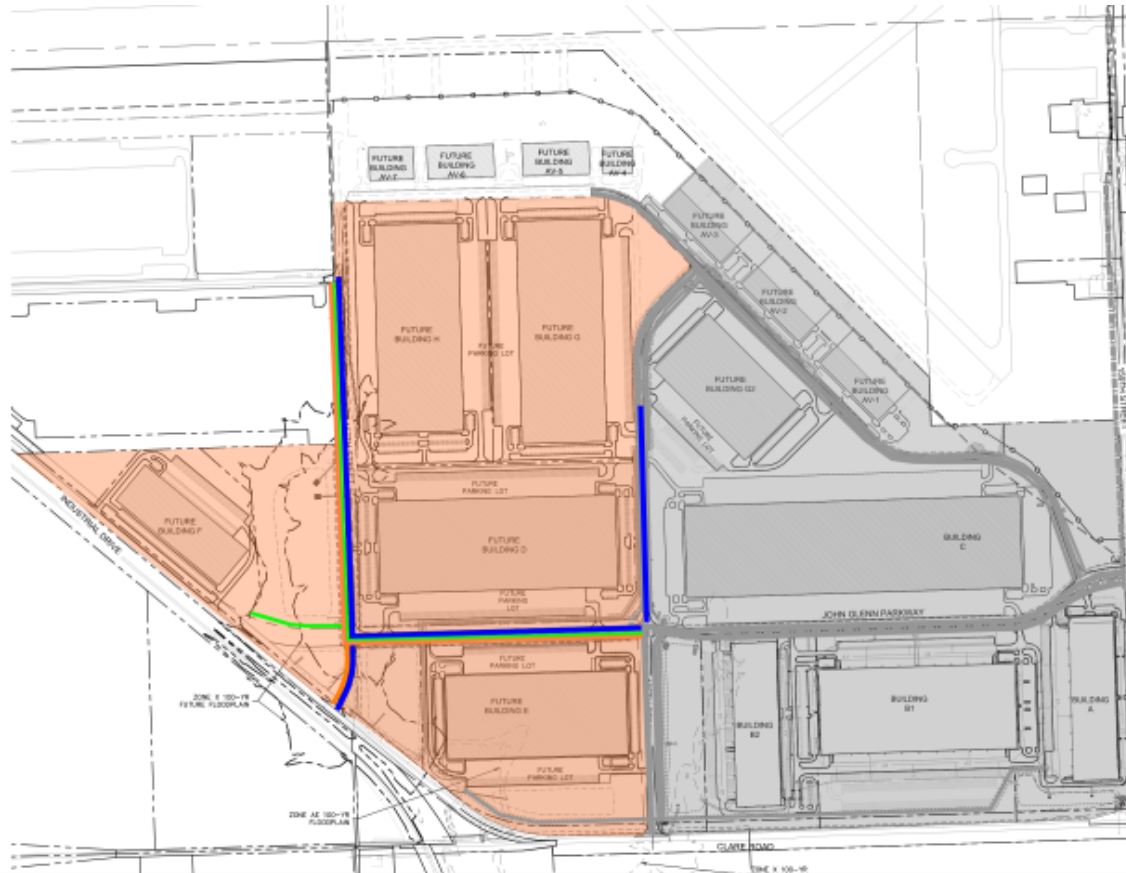 FUTURE
BUILDING
AV-7
FUTURE
BUILDING
AV-6
FUTURE
BUILDING
AV-5
FUTURE
BUILDING
AV-4
FUTURE
BUILDING
AV-3
FUTURE
BUILDING
AV-2
FUTURE
BUILDING
AV-1
FUTURE
BUILDING H
FUTURE
PARKING LOT
FUTURE
BUILDING G
FUTURE
BUILDING G2
FUTURE
PARKING LOT
FUTURE
PARKING LOT
INDUSTRIAL DRIVE
FUTURE
BUILDING F
FUTURE
BUILDING D
BUILDING
C
FUTURE
PARKING
LOT
JOHN GLENN PARKWAY
FUTURE
PARKING LOT
ZONE X 100-YR
FUTURE FLOODPLAIN
FUTURE
BUILDING E
BUILDING
B2
BUILDING
B1
BUILDING
A
FUTURE
PARKING LOT
ZONE AE 100-YR
FLOODPLAIN
CLARE ROAD
ZONE X 100-YR